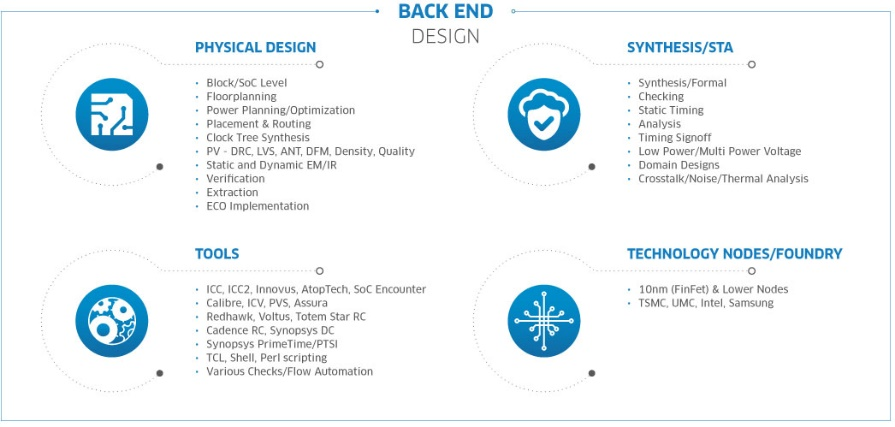 BACK END
DESIGN
PHYSICAL DESIGN
• Block/SoC Level
• Floorplanning
• Power Planning/Optimization
• Placement & Routing
• Clock Tree Synthesis
• PV - DRC, LVS, ANT, DFM, Density, Quality
• Static and Dynamic EM/IR
• Verification
• Extraction
• ECO Implementation
SYNTHESIS/STA
• Synthesis/Formal
• Checking
• Static Timing
• Analysis
• Timing Signoff
• Low Power/Multi Power Voltage
• Domain Designs
• Crosstalk/Noise/Thermal Analysis
TOOLS
• ICC, ICC2, Innovus, AtopTech, SoC Encounter
• Calibre, ICV, PVS, Assura
• Redhawk, Voltus, Totem Star RC
• Cadence RC, Synopsys DC
• Synopsys PrimeTime/PTSI
• TCL, Shell, Perl scripting
• Various Checks/Flow Automation
TECHNOLOGY NODES/FOUNDRY
• 10nm (FinFet) & Lower Nodes
• TSMC, UMC, Intel, Samsung